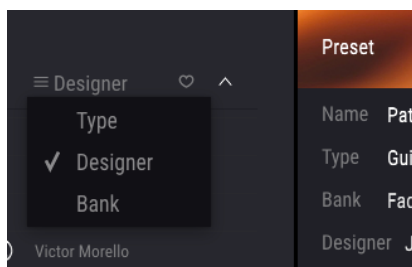 Designer
Type
Designer
Bank
Victor Morello
Preset
Name Pat
Type Gui
Bank Fac
Designer J